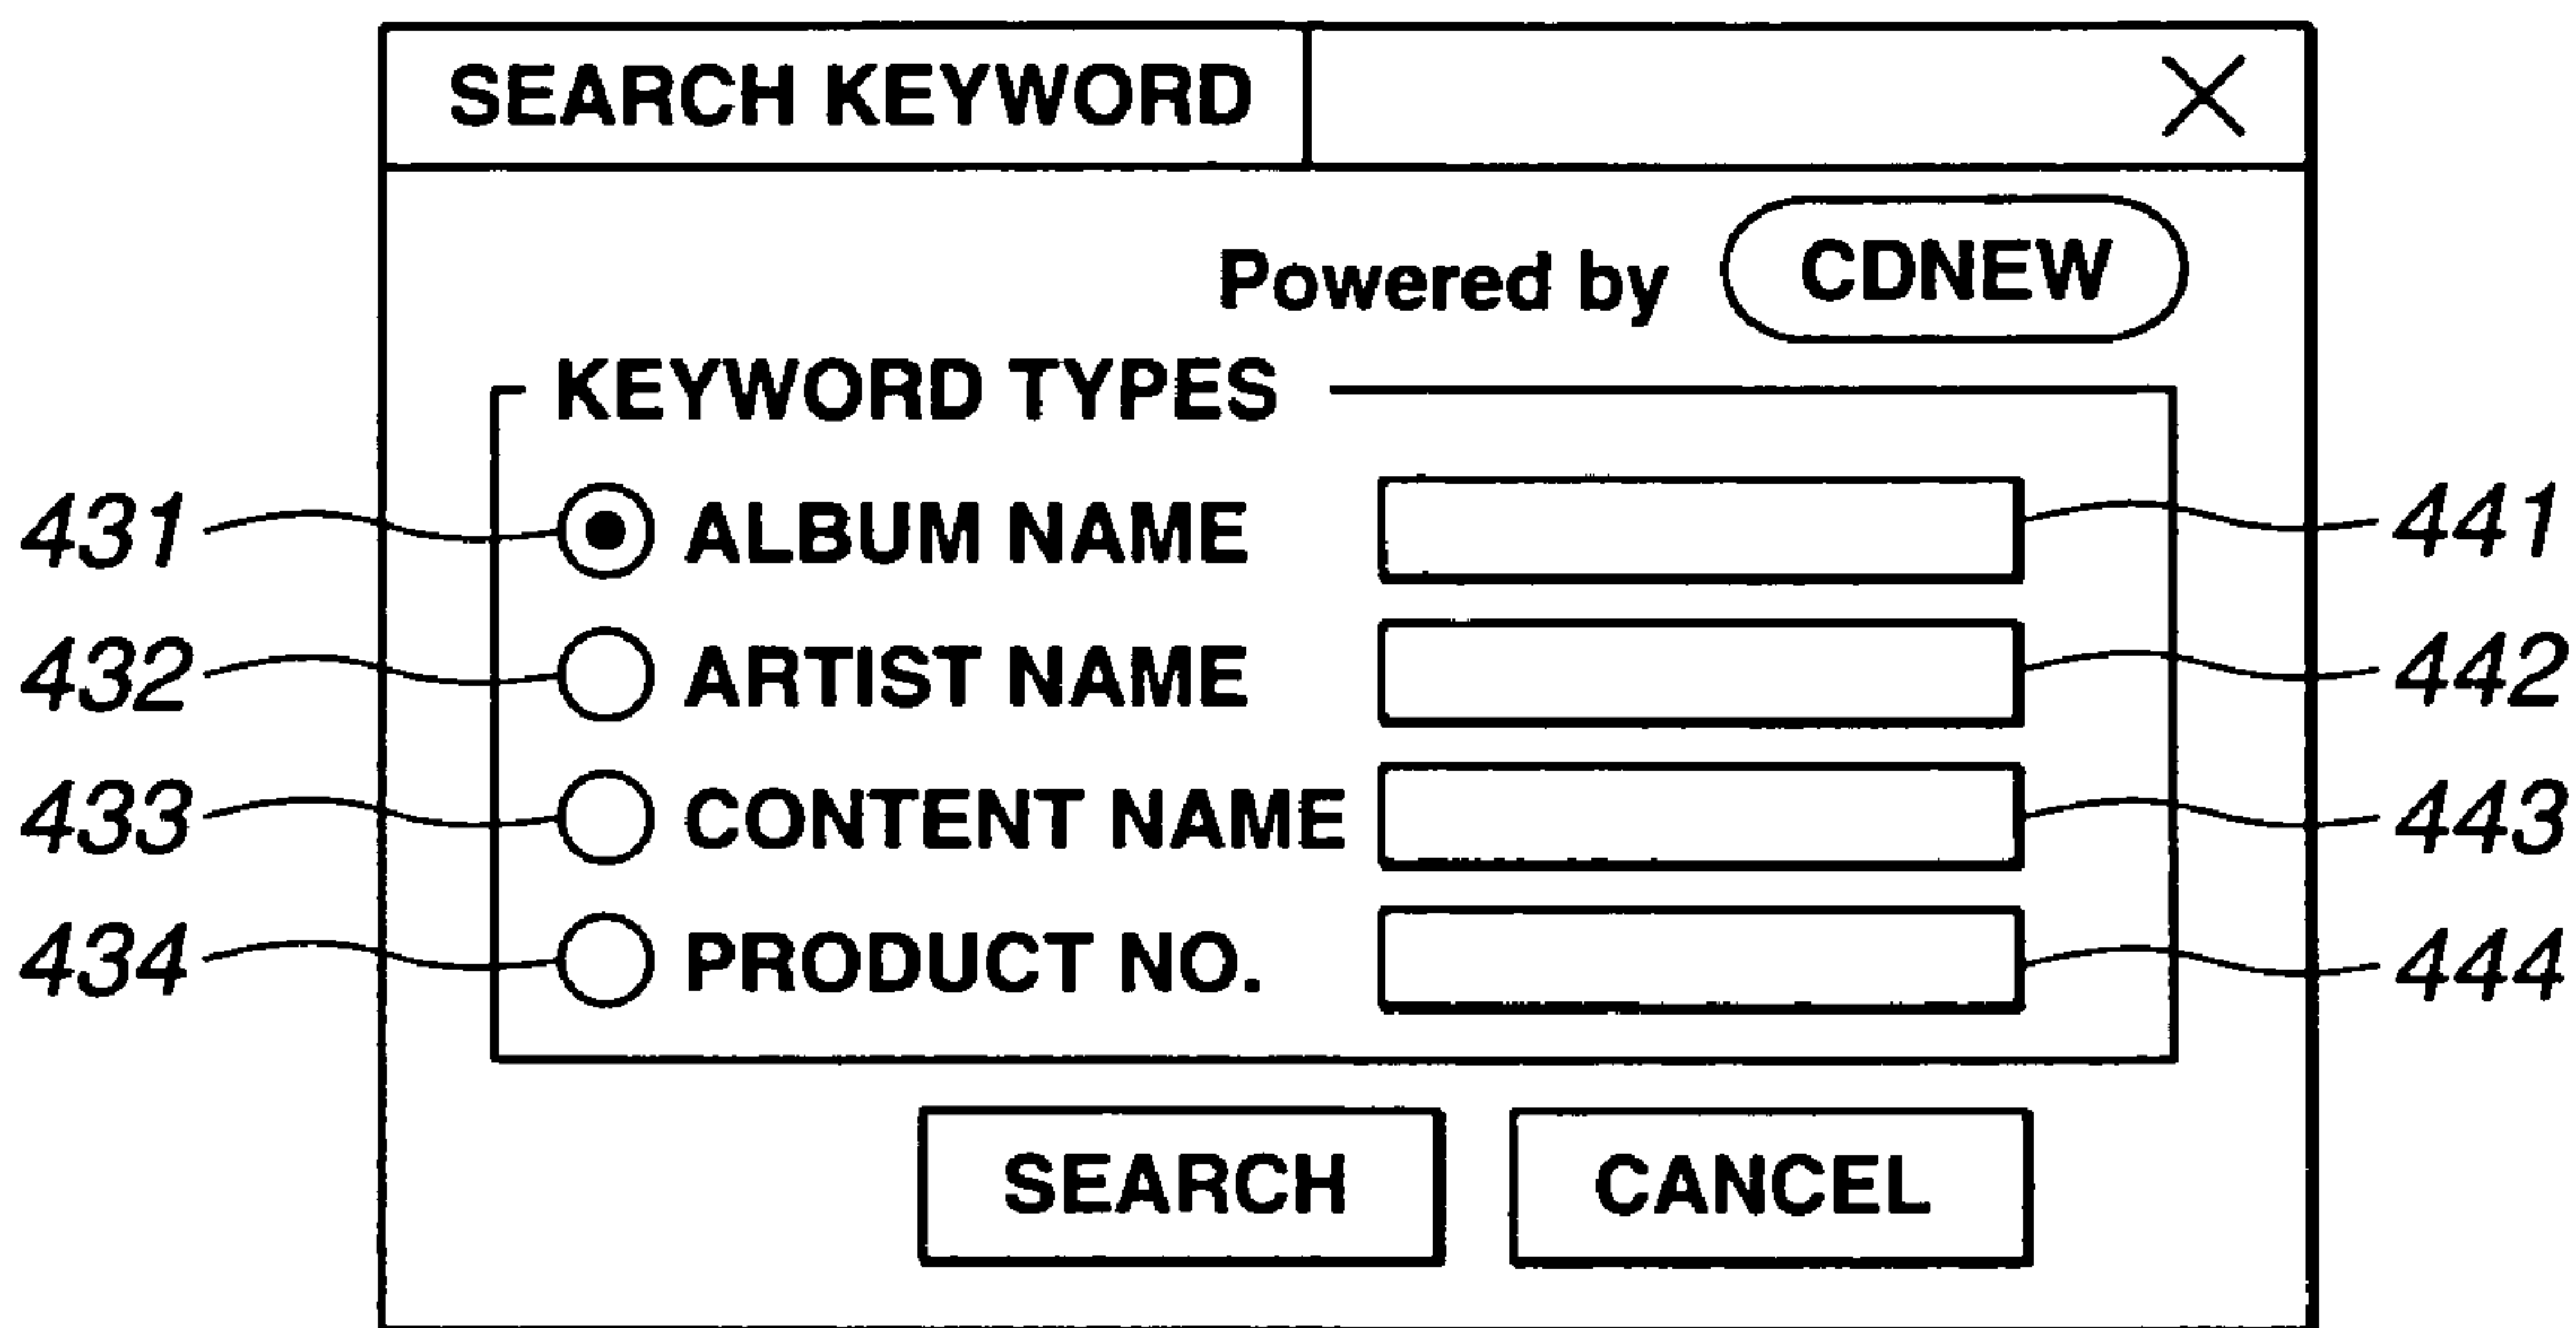 SEARCH KEYWORD
Powered by CDNEW
KEYWORD TYPES
431 ALBUM NAME 441
432 ARTIST NAME 442
433 CONTENT NAME 443
434 PRODUCT NO. 444
SEARCH CANCEL